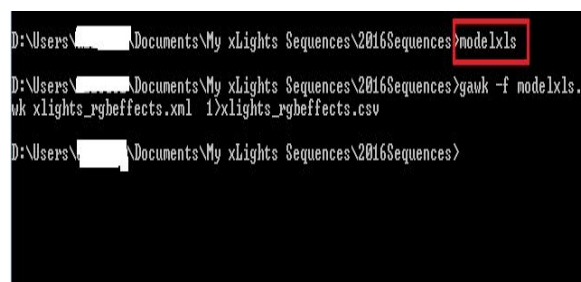 D:\Users\ \Documents\My xLights Sequences\2016Sequences>modelxls
D:\Users\ \Documents\My xLights Sequences\2016Sequences>gawk -f modelxls.
wk xlights_rgbeffects.xml 1>xlights_rgbeffects.csv
D:\Users\ \Documents\My xLights Sequences\2016Sequences>